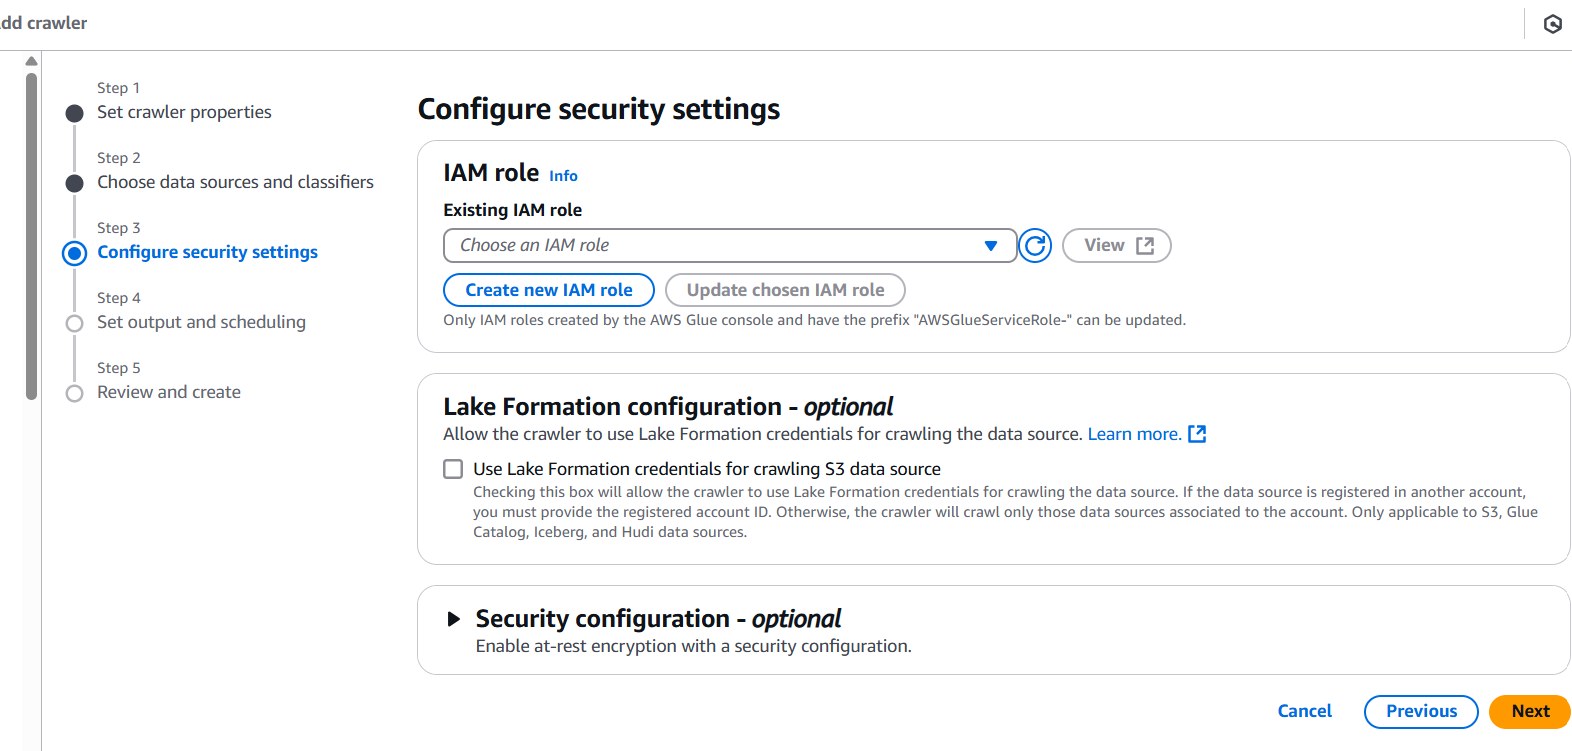 dd crawler
Step 1
Set crawler properties
Step 2
Choose data sources and classifiers
Step 3
Configure security settings
Step 4
Set output and scheduling
Step 5
Review and create
Configure security settings
IAM role Info
Existing IAM role
Choose an IAM role
View
Create new IAM role
Update chosen IAM role
Only IAM roles created by the AWS Glue console and have the prefix "AWSGlueServiceRole-" can be updated.
Lake Formation configuration - optional
Allow the crawler to use Lake Formation credentials for crawling the data source. Learn more.
Use Lake Formation credentials for crawling S3 data source
Checking this box will allow the crawler to use Lake Formation credentials for crawling the data source. If the data source is registered in another account,
you must provide the registered account ID. Otherwise, the crawler will crawl only those data sources associated to the account. Only applicable to S3, Glue
Catalog, Iceberg, and Hudi data sources.
Security configuration - optional
Enable at-rest encryption with a security configuration.
Cancel
Previous
Next